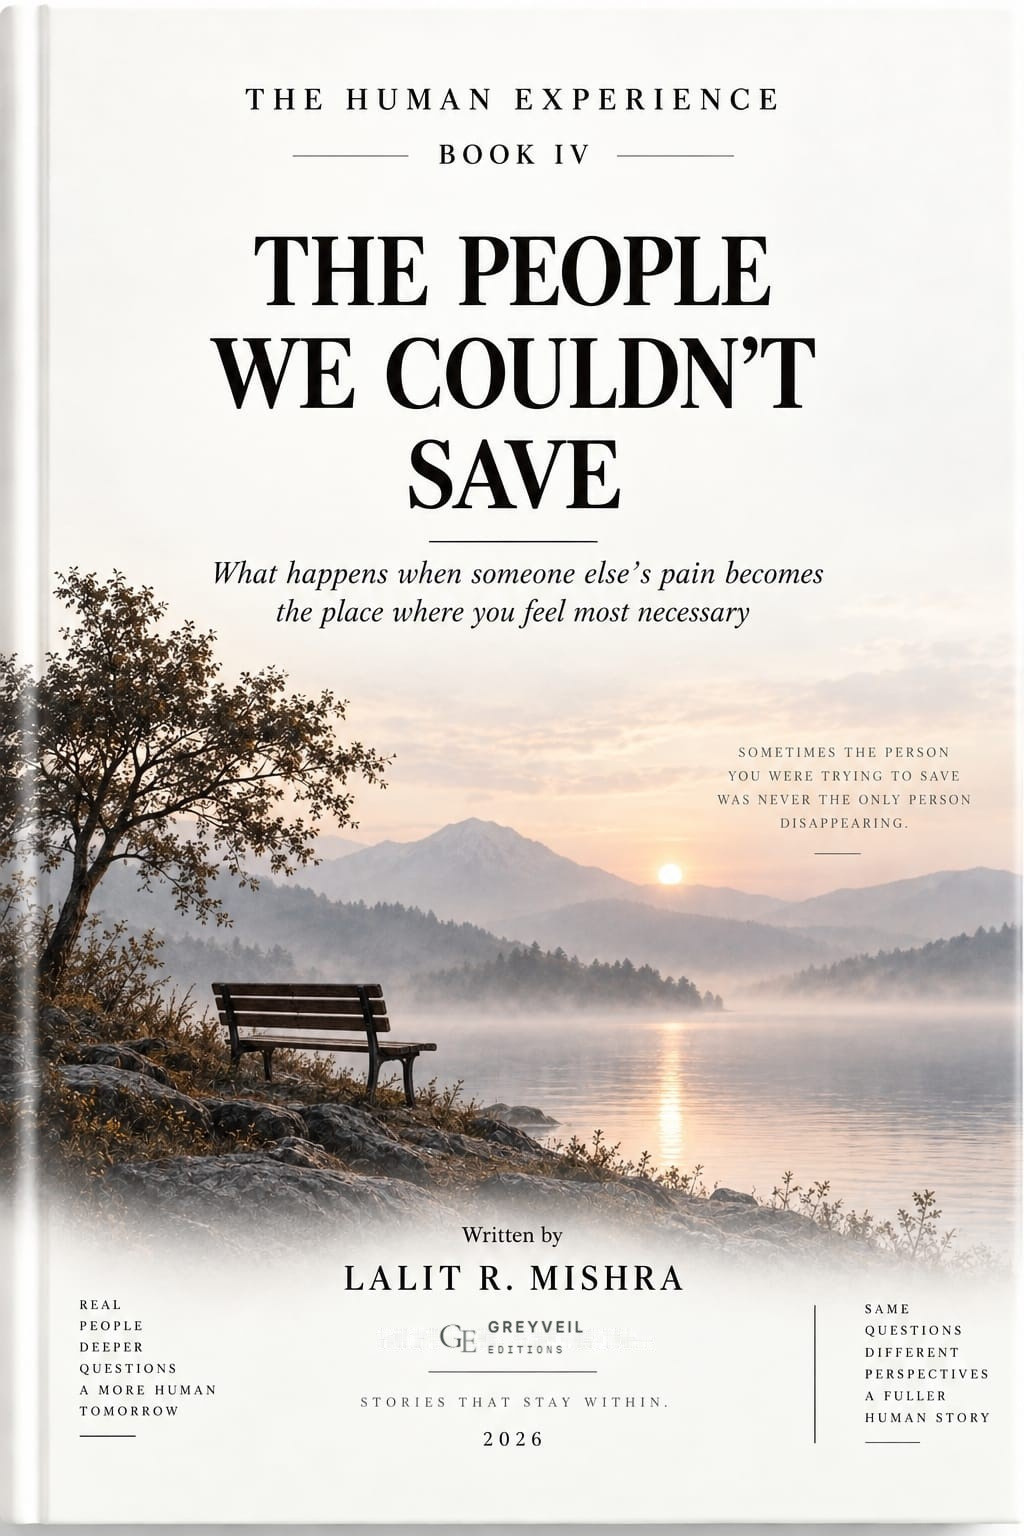 THE HUMAN EXPERIENCE
BOOK IV
THE PEOPLE
WE COULDN'T
SAVE
What happens when someone else's pain becomes
the place where you feel most necessary
SOMETIMES THE PERSON
YOU WERE TRYING TO SAVE
WAS NEVER THE ONLY PERSON
DISAPPEARING.
Written by
LALIT R. MISHRA
GE GREYVEIL
EDITIONS
STORIES THAT STAY WITHIN.
2026
REAL
PEOPLE
DEEPER
QUESTIONS
A MORE HUMAN
TOMORROW
SAME
QUESTIONS
DIFFERENT
PERSPECTIVES
A FULLER
HUMAN STORY